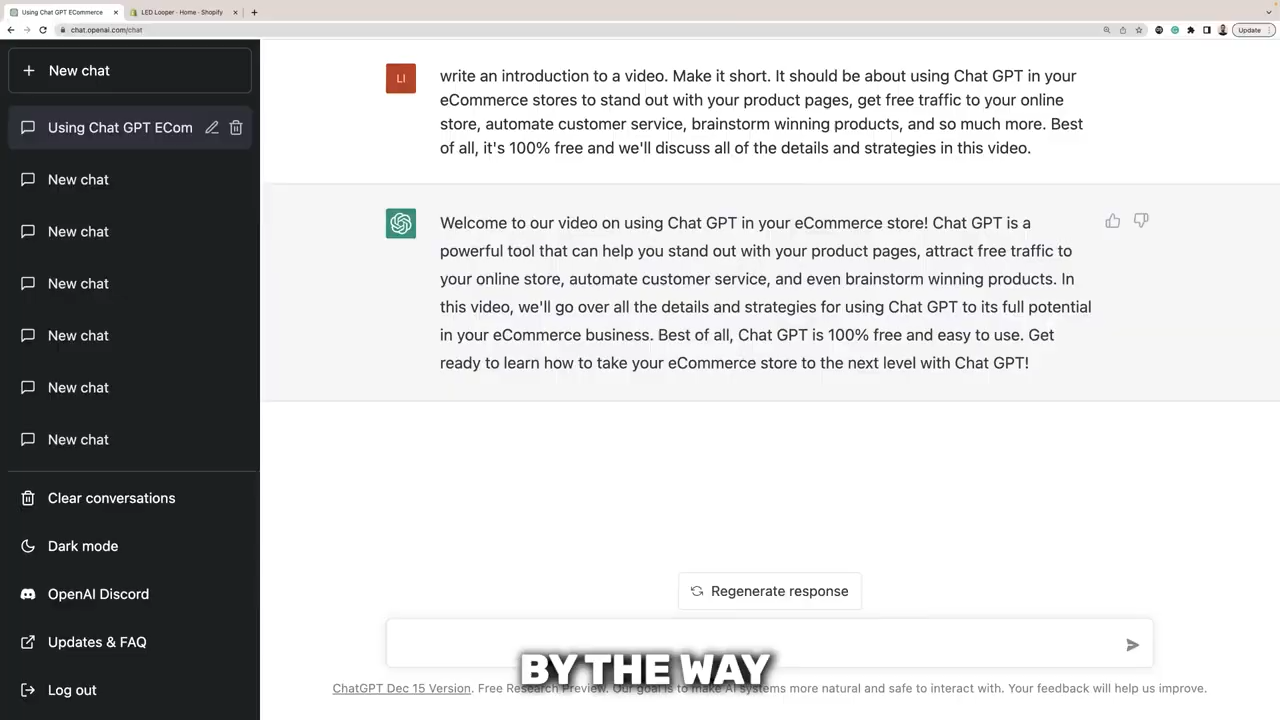 Using Chat GPT ECommerce
LED Looper · Home · Shopify
chat.openai.com/chat
Update
New chat
Using Chat GPT ECom
New chat
New chat
New chat
New chat
New chat
New chat
Clear conversations
Dark mode
OpenAI Discord
Updates & FAQ
Log out
LI
write an introduction to a video. Make it short. It should be about using Chat GPT in your
eCommerce stores to stand out with your product pages, get free traffic to your online
store, automate customer service, brainstorm winning products, and so much more. Best
of all, it's 100% free and we'll discuss all of the details and strategies in this video.
Welcome to our video on using Chat GPT in your eCommerce store! Chat GPT is a
powerful tool that can help you stand out with your product pages, attract free traffic to
your online store, automate customer service, and even brainstorm winning products. In
this video, we'll go over all the details and strategies for using Chat GPT to its full potential
in your eCommerce business. Best of all, Chat GPT is 100% free and easy to use. Get
ready to learn how to take your eCommerce store to the next level with Chat GPT!
Regenerate response
BY THE WAY
ChatGPT Dec 15 Version. Free Research Preview. Our goal is to make AI systems more natural and safe to interact with. Your feedback will help us improve.